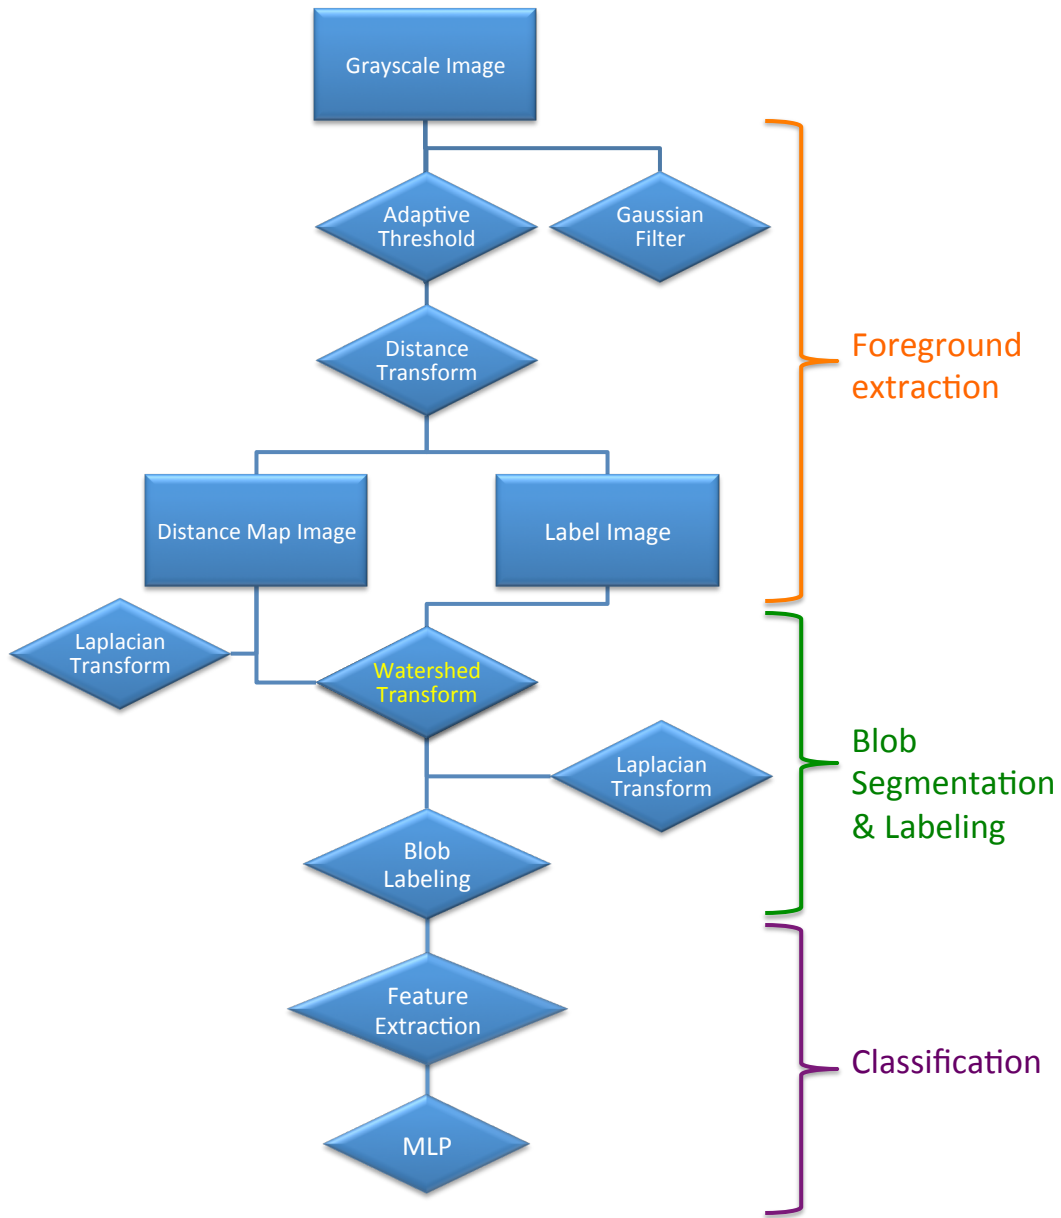 Grayscale Image
Adaptive
Threshold
Gaussian
Filter
Distance
Transform
Foreground
extraction
Distance Map Image
Label Image
Laplacian
Transform
Watershed
Transform
Laplacian
Transform
Blob
Segmentation
& Labeling
Blob
Labeling
Feature
Extraction
Classification
MLP